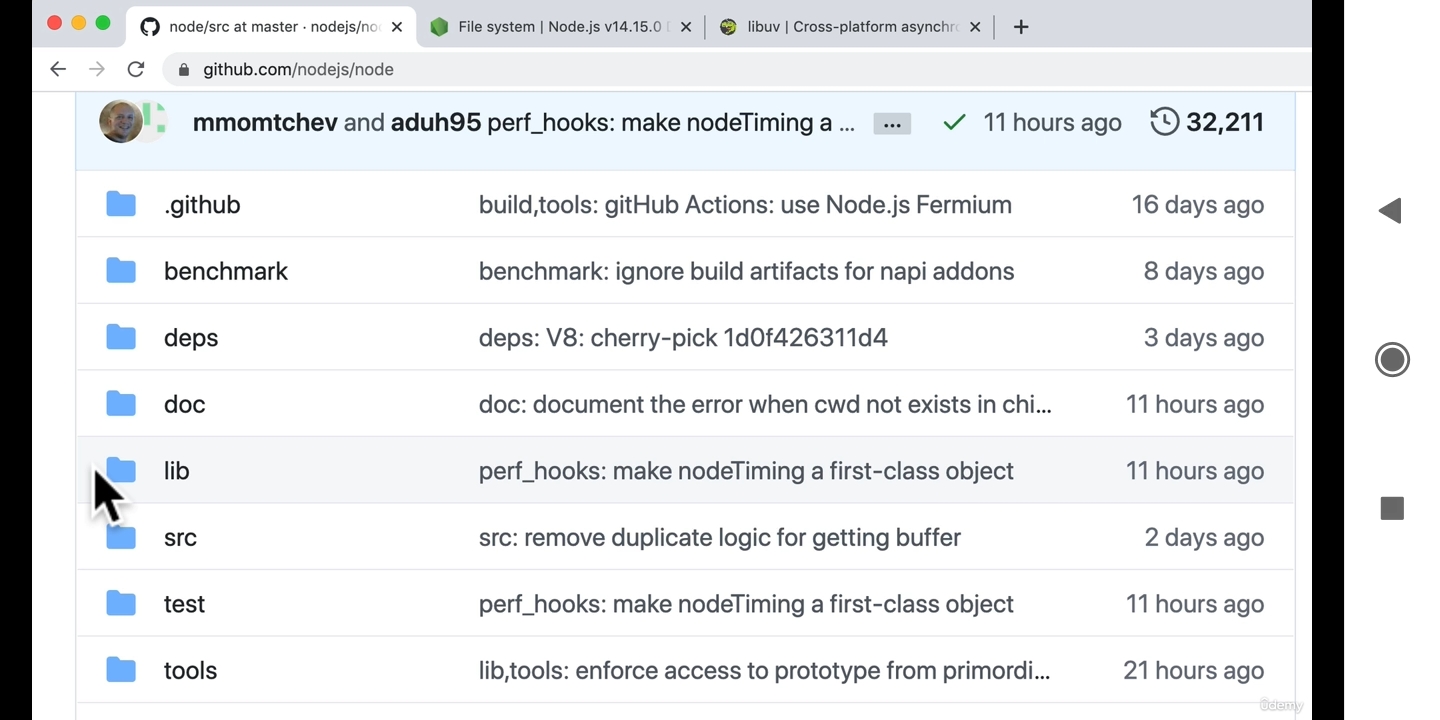 node/src at master · nodejs/no
File system | Node.js v14.15.0
libuv | Cross-platform asynchr
github.com/nodejs/node
mmomtchev and aduh95 perf_hooks: make nodeTiming a ... ... 11 hours ago 32,211
.github build,tools: gitHub Actions: use Node.js Fermium 16 days ago
benchmark benchmark: ignore build artifacts for napi addons 8 days ago
deps deps: V8: cherry-pick 1d0f426311d4 3 days ago
doc doc: document the error when cwd not exists in chi... 11 hours ago
lib perf_hooks: make nodeTiming a first-class object 11 hours ago
src src: remove duplicate logic for getting buffer 2 days ago
test perf_hooks: make nodeTiming a first-class object 11 hours ago
tools lib,tools: enforce access to prototype from primordi... 21 hours ago
ûdemy